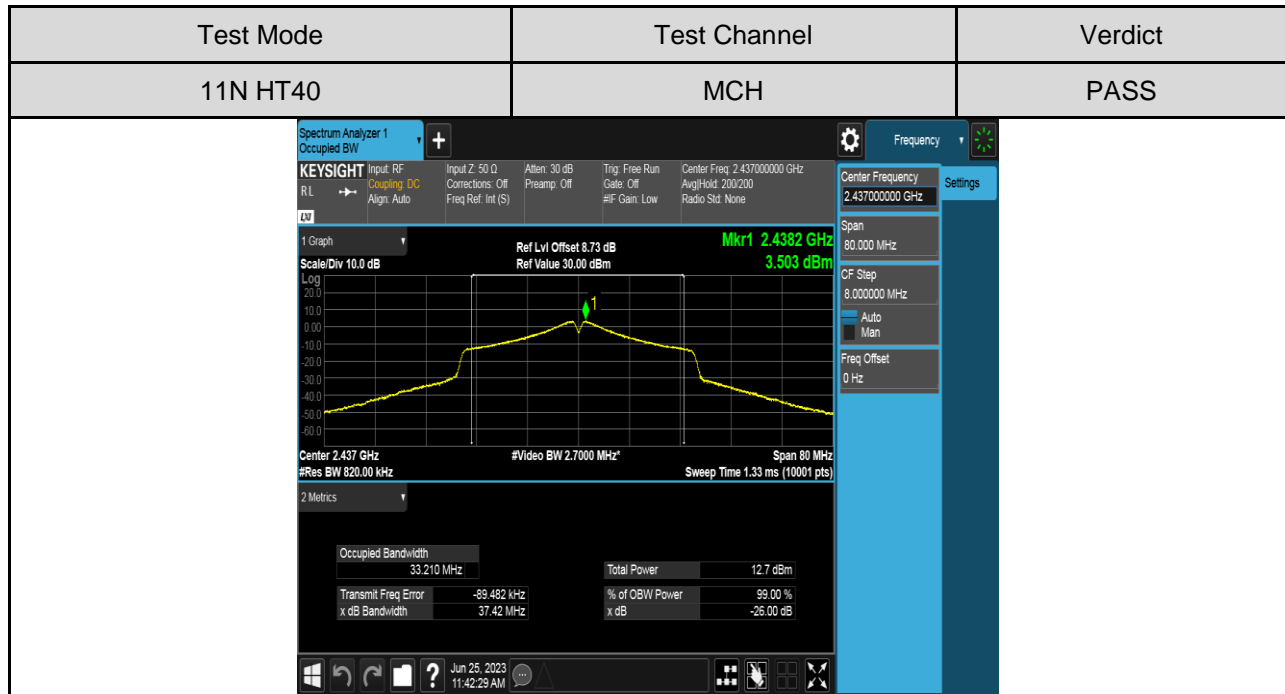 Test Mode Test Channel Verdict
11N HT40 MCH PASS
Spectrum Analyzer 1
Occupied BW
+
Frequency
KEYSIGHT Input: RF Input Z: 50 Ω Atten: 30 dB Trig: Free Run Center Freq: 2.437000000 GHz
RL Coupling: DC Corrections: Off Preamp: Off Gate: Off Avg|Hold: 200/200
Align: Auto Freq Ref: Int (S) #IF Gain: Low Radio Std: None
LXI
Center Frequency Settings
2.437000000 GHz
Span
80.000 MHz
CF Step
8.000000 MHz
Auto
Man
Freq Offset
0 Hz
1 Graph Ref Lvl Offset 8.73 dB Mkr1 2.4382 GHz
Scale/Div 10.0 dB Ref Value 30.00 dBm 3.503 dBm
Log
20.0
10.0
0.00
-10.0
-20.0
-30.0
-40.0
-50.0
-60.0
1
Center 2.437 GHz #Video BW 2.7000 MHz* Span 80 MHz
#Res BW 820.00 kHz Sweep Time 1.33 ms (10001 pts)
2 Metrics
Occupied Bandwidth
33.210 MHz Total Power 12.7 dBm
Transmit Freq Error -89.482 kHz % of OBW Power 99.00 %
x dB Bandwidth 37.42 MHz x dB -26.00 dB
? Jun 25, 2023
11:42:29 AM